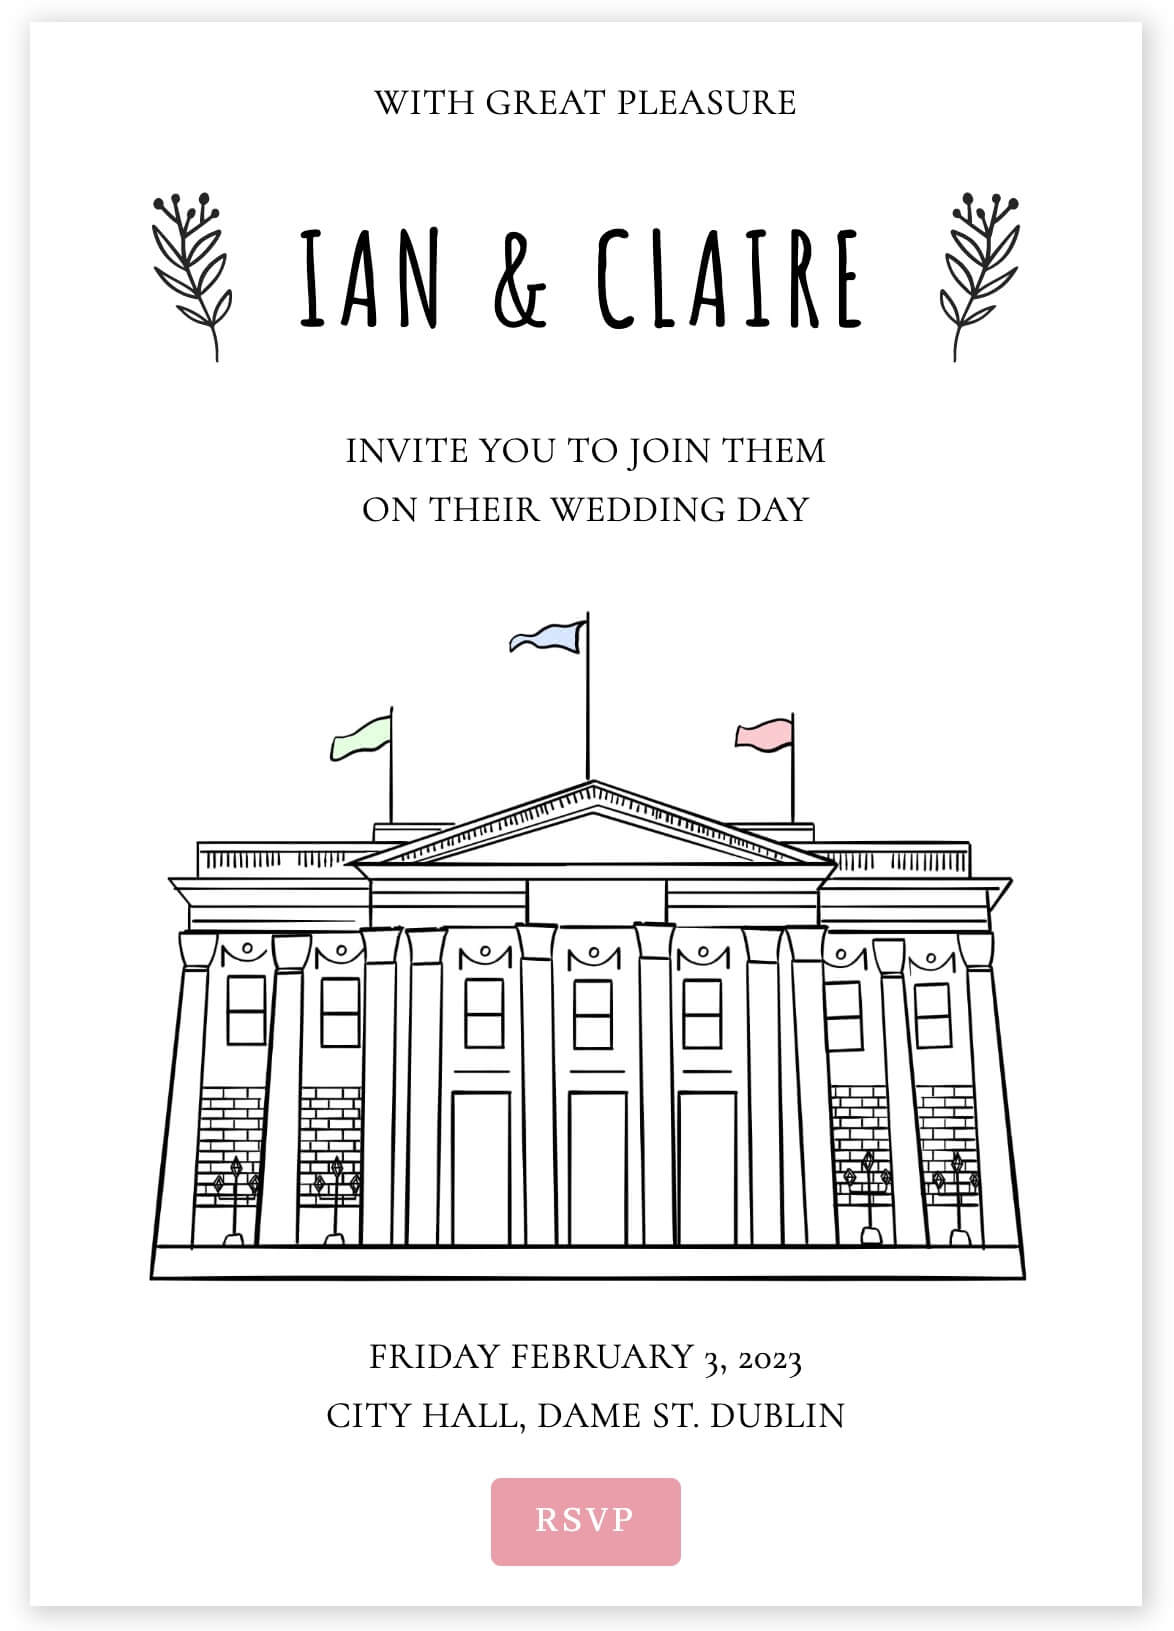 WITH GREAT PLEASURE
IAN & CLAIRE
INVITE YOU TO JOIN THEM
ON THEIR WEDDING DAY
FRIDAY FEBRUARY 3, 2023
CITY HALL, DAME ST. DUBLIN
RSVP